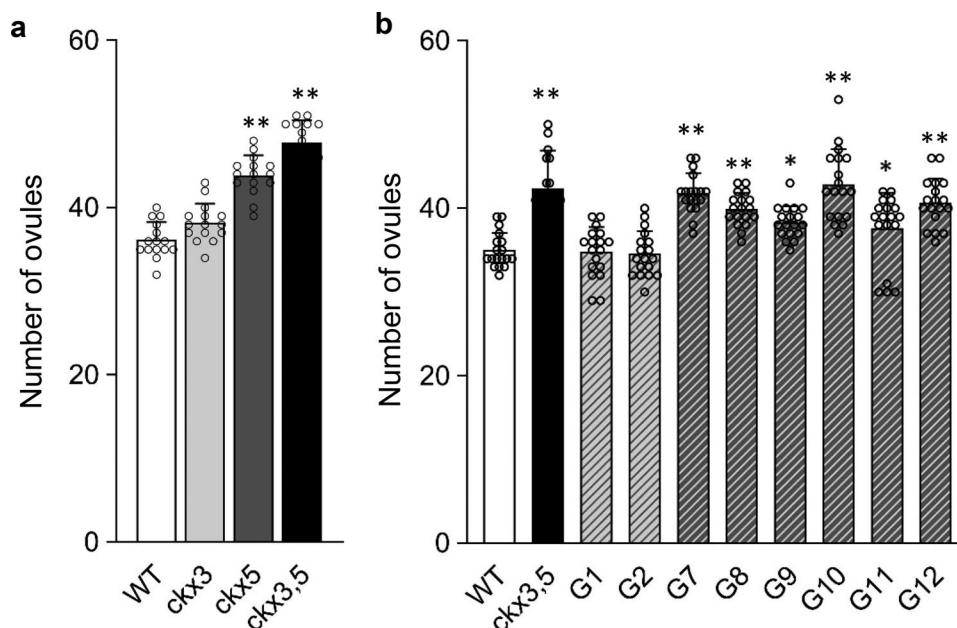 a
Number of ovules
60
40
20
0
**
**
WT
ckx3
ckx5
ckx3,5
b
Number of ovules
60
40
20
0
**
**
**
*
**
*
**
WT
ckx3,5
G1
G2
G7
G8
G9
G10
G11
G12